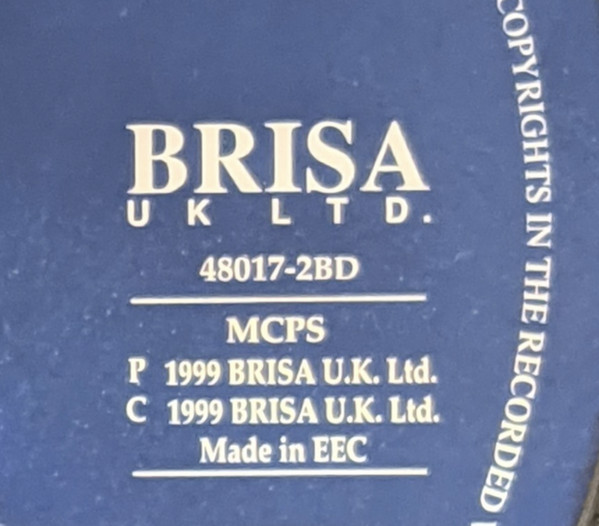 BRISA
UK LTD.
48017-2BD
MCPS
P 1999 BRISA U.K. Ltd.
C 1999 BRISA U.K. Ltd.
Made in EEC
COPYRIGHTS IN THE RECORDED